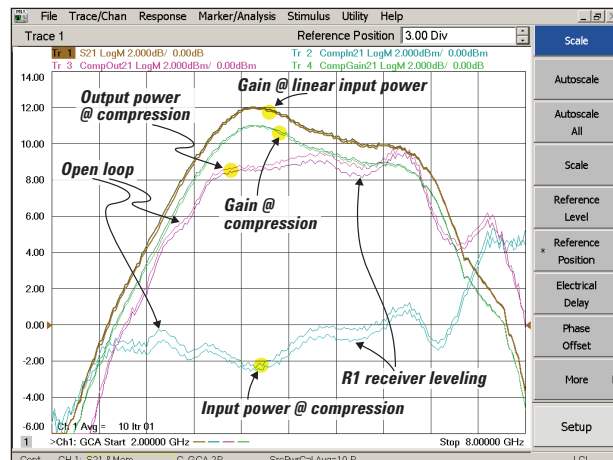 File Trace/Chan Response Marker/Analysis Stimulus Utility Help
Trace 1
Reference Position 3.00 Div
Tr 1 S21 LogM 2.000dB/ 0.00dB
Tr 2 CompIn21 LogM 2.000dBm/ 0.00dBm
Tr 3 CompOut21 LogM 2.000dBm/ 0.00dBm
Tr 4 CompGain21 LogM 2.000dB/ 0.00dB
14.00
12.00
10.00
8.00
6.00
4.00
2.00
0.00
-2.00
-4.00
-6.00
Gain @ linear input power
Output power
@ compression
Open loop
Gain @
compression
R1 receiver leveling
Input power @ compression
Ch 1 Avg = 10 Itr 01
1 >Ch1: GCA Start 2.00000 GHz
Stop 8.00000 GHz
Scale
Autoscale
Autoscale
All
Scale
Reference
Level
* Reference
Position
Electrical
Delay
Phase
Offset
More
Setup